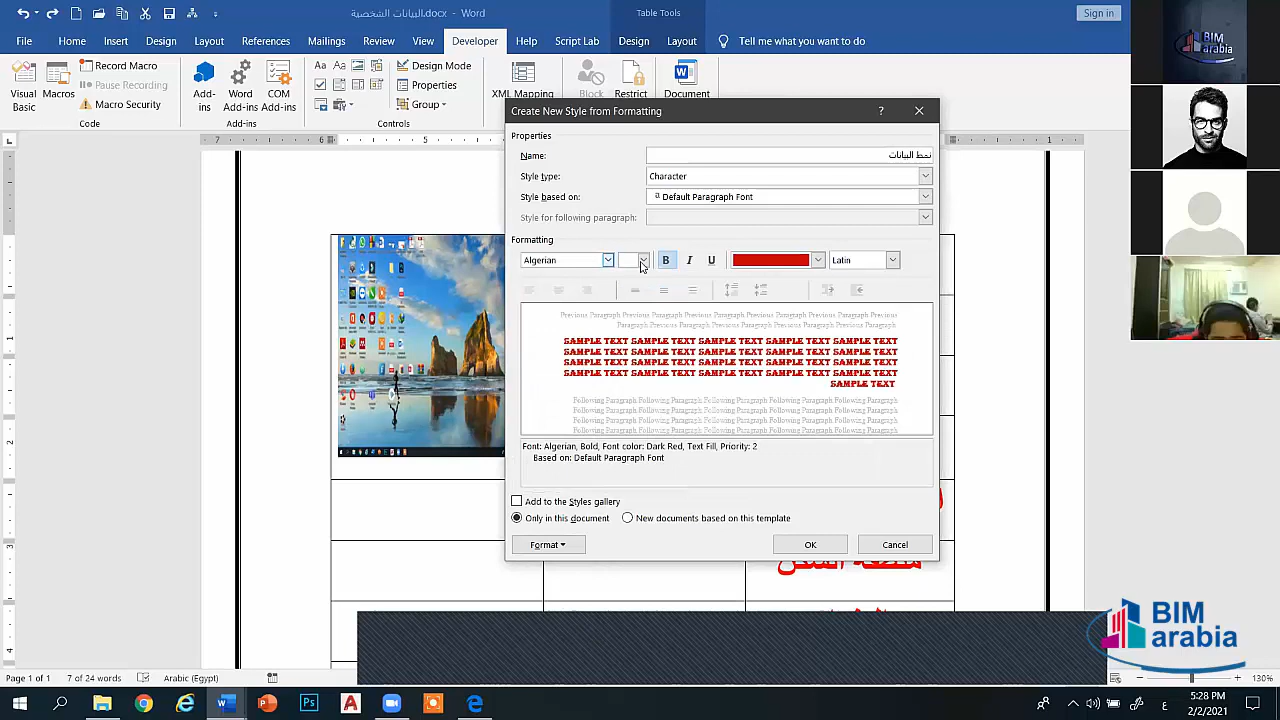 البيانات الشخصية.docx - Word
Table Tools
Sign in
File Home Insert Design Layout References Mailings Review View Developer Help Script Lab Design Layout Tell me what you want to do
Visual Basic
Macros
Record Macro
Pause Recording
Macro Security
Code
Add-ins
Word Add-ins
COM Add-ins
Add-ins
Aa Aa
Design Mode
Properties
Group
Controls
XML Mapping
Block
Restrict
Document
BIM arabia
Create New Style from Formatting
Properties
Name: نمط البيانات
Style type: Character
Style based on: a Default Paragraph Font
Style for following paragraph:
Formatting
Algerian B I U Latin
Previous Paragraph Previous Paragraph Previous Paragraph Previous Paragraph Previous
Paragraph Previous Paragraph Previous Paragraph Previous Paragraph
SAMPLE TEXT SAMPLE TEXT SAMPLE TEXT SAMPLE TEXT SAMPLE TEXT
SAMPLE TEXT SAMPLE TEXT SAMPLE TEXT SAMPLE TEXT SAMPLE TEXT
SAMPLE TEXT SAMPLE TEXT SAMPLE TEXT SAMPLE TEXT SAMPLE TEXT
SAMPLE TEXT SAMPLE TEXT SAMPLE TEXT SAMPLE TEXT SAMPLE TEXT
SAMPLE TEXT
Following Paragraph Following Paragraph Following Paragraph Following Paragraph
Following Paragraph Following Paragraph Following Paragraph Following Paragraph
Following Paragraph Following Paragraph Following Paragraph Following Paragraph
Following Paragraph Following Paragraph Following Paragraph Following Paragraph
Font: Algerian, Bold, Font color: Dark Red, Text Fill, Priority: 2
Based on: Default Paragraph Font
Add to the Styles gallery
Only in this document New documents based on this template
Format OK Cancel
BIM arabia
Page 1 of 1 7 of 24 words Arabic (Egypt) 130%
5:28 PM
2/2/2021